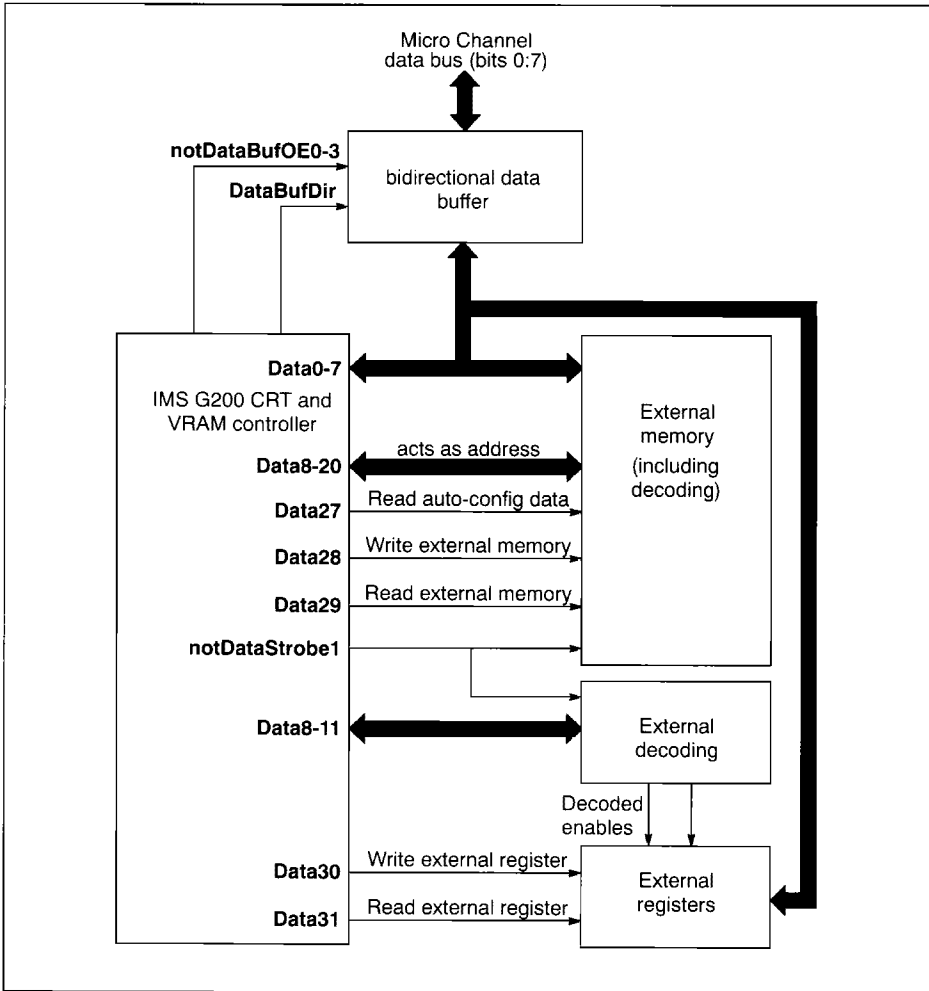 Micro Channel
data bus (bits 0:7)
notDataBufOE0-3
DataBufDir
bidirectional data
buffer
Data0-7
IMS G200 CRT and
VRAM controller
External
memory
(including
decoding)
acts as address
Data8-20
Read auto-config data
Data27
Write external memory
Data28
Read external memory
Data29
notDataStrobe1
Data8-11
External
decoding
Decoded
enables
Write external register
Data30
External
registers
Read external register
Data31